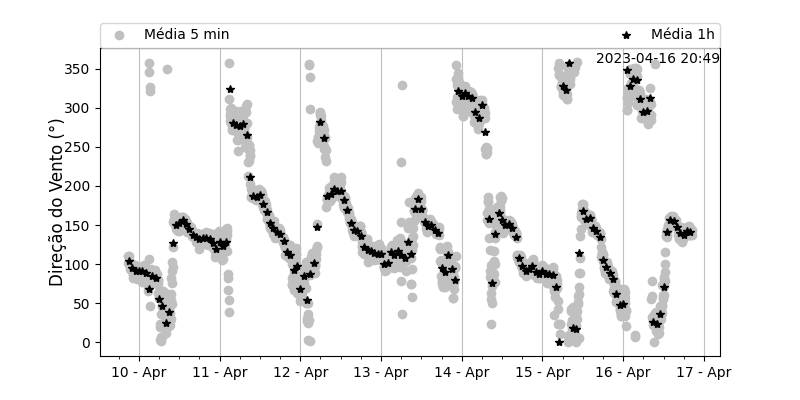 Média 5 min
Média 1h
2023-04-16 20:49
Direção do Vento (°)
350
300
250
200
150
100
50
0
10 - Apr
11 - Apr
12 - Apr
13 - Apr
14 - Apr
15 - Apr
16 - Apr
17 - Apr